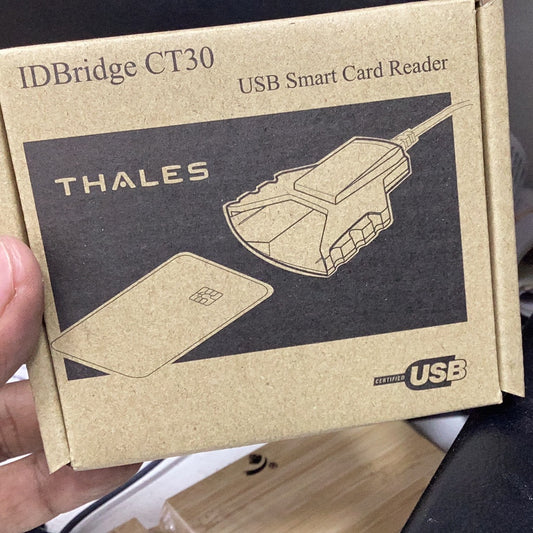 IDBridge CT30
USB Smart Card Reader
THALES
CERTIFIED USB